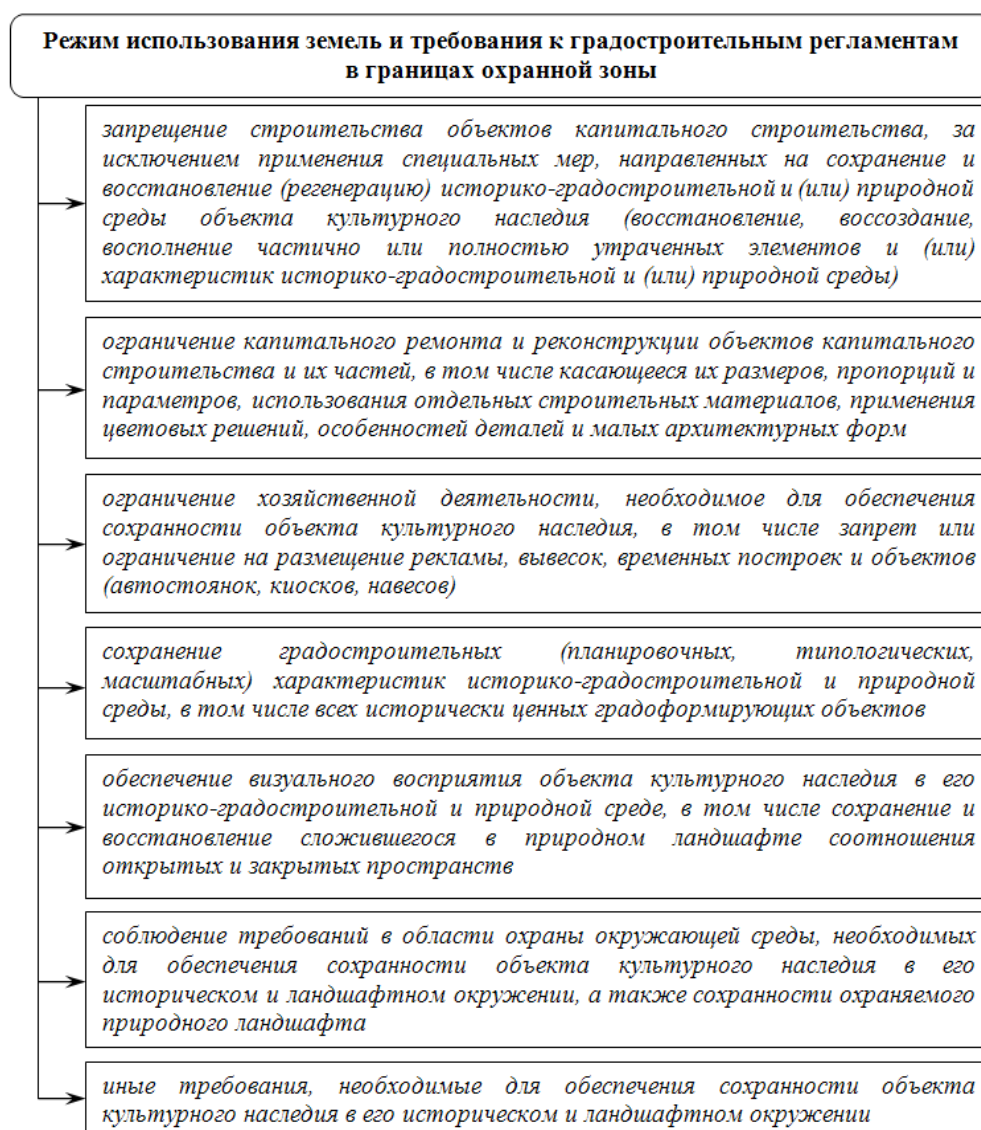 Режим использования земель и требования к градостроительным регламентам
в границах охранной зоны
запрещение строительства объектов капитального строительства, за
исключением применения специальных мер, направленных на сохранение и
восстановление (регенерацию) историко-градостроительной и (или) природной
среды объекта культурного наследия (восстановление, воссоздание,
восполнение частично или полностью утраченных элементов и (или)
характеристик историко-градостроительной и (или) природной среды)
ограничение капитального ремонта и реконструкции объектов капитального
строительства и их частей, в том числе касающееся их размеров, пропорций и
параметров, использования отдельных строительных материалов, применения
цветовых решений, особенностей деталей и малых архитектурных форм
ограничение хозяйственной деятельности, необходимое для обеспечения
сохранности объекта культурного наследия, в том числе запрет или
ограничение на размещение рекламы, вывесок, временных построек и объектов
(автостоянок, киосков, навесов)
сохранение градостроительных (планировочных, типологических,
масштабных) характеристик историко-градостроительной и природной
среды, в том числе всех исторически ценных градоформирующих объектов
обеспечение визуального восприятия объекта культурного наследия в его
историко-градостроительной и природной среде, в том числе сохранение и
восстановление сложившегося в природном ландшафте соотношения
открытых и закрытых пространств
соблюдение требований в области охраны окружающей среды, необходимых
для обеспечения сохранности объекта культурного наследия в его
историческом и ландшафтном окружении, а также сохранности охраняемого
природного ландшафта
иные требования, необходимые для обеспечения сохранности объекта
культурного наследия в его историческом и ландшафтном окружении